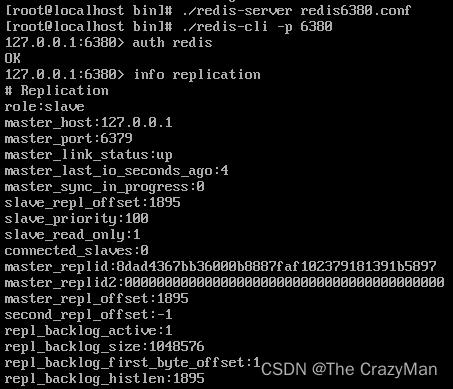 [root@localhost bin]# ./redis-server redis6380.conf
[root@localhost bin]# ./redis-cli -p 6380
127.0.0.1:6380> auth redis
OK
127.0.0.1:6380> info replication
# Replication
role:slave
master_host:127.0.0.1
master_port:6379
master_link_status:up
master_last_io_seconds_ago:4
master_sync_in_progress:0
slave_repl_offset:1895
slave_priority:100
slave_read_only:1
connected_slaves:0
master_replid:8dad4367bb36000b8887faf102379181391b5897
master_replid2:0000000000000000000000000000000000000000
master_repl_offset:1895
second_repl_offset:-1
repl_backlog_active:1
repl_backlog_size:1048576
repl_backlog_first_byte_offset:1
repl_backlog_histlen:1895
CSDN @The CrazyMan